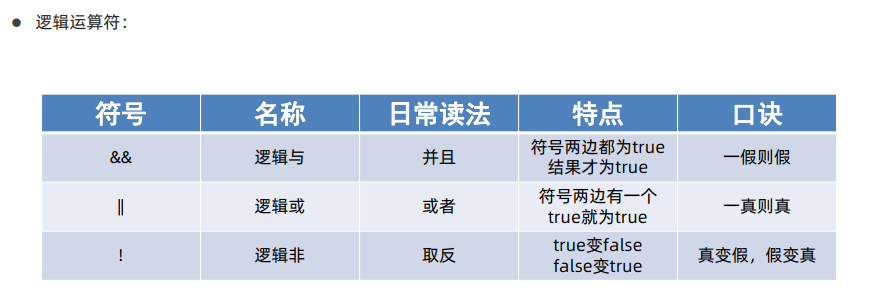 ● 逻辑运算符：
符号 名称 日常读法 特点 口诀
&& 逻辑与 并且 符号两边都为true 一假则假
结果才为true
|| 逻辑或 或者 符号两边有一个 一真则真
true就为true
! 逻辑非 取反 true变false 真变假，假变真
false变true